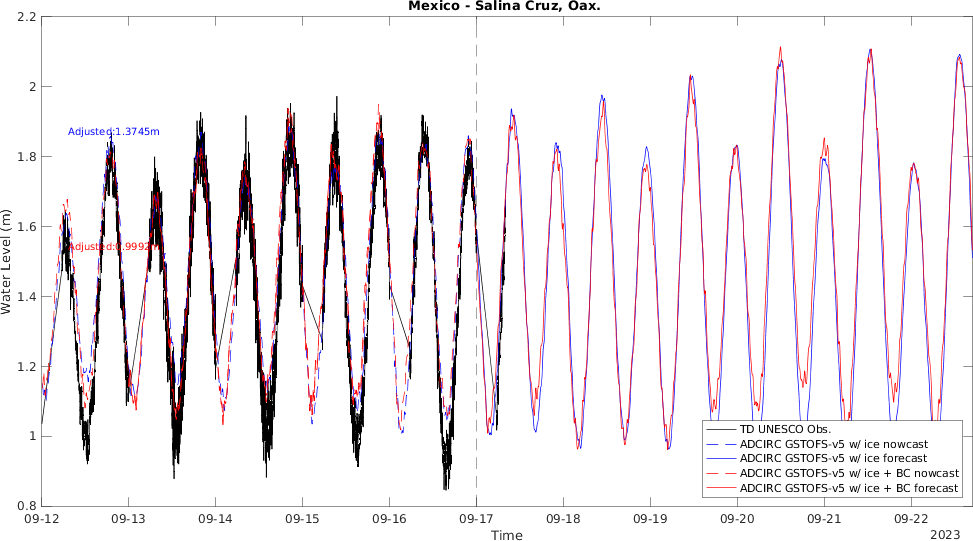 Mexico - Salina Cruz, Oax.
2.2
2
1.8
1.6
1.4
1.2
1
0.8
Water Level (m)
Adjusted:1.3745m
Adjusted:0.9992
TD UNESCO Obs.
ADCIRC GSTOFS-v5 w/ ice nowcast
ADCIRC GSTOFS-v5 w/ ice forecast
ADCIRC GSTOFS-v5 w/ ice + BC nowcast
ADCIRC GSTOFS-v5 w/ ice + BC forecast
09-12 09-13 09-14 09-15 09-16 09-17 09-18 09-19 09-20 09-21 09-22
Time
2023